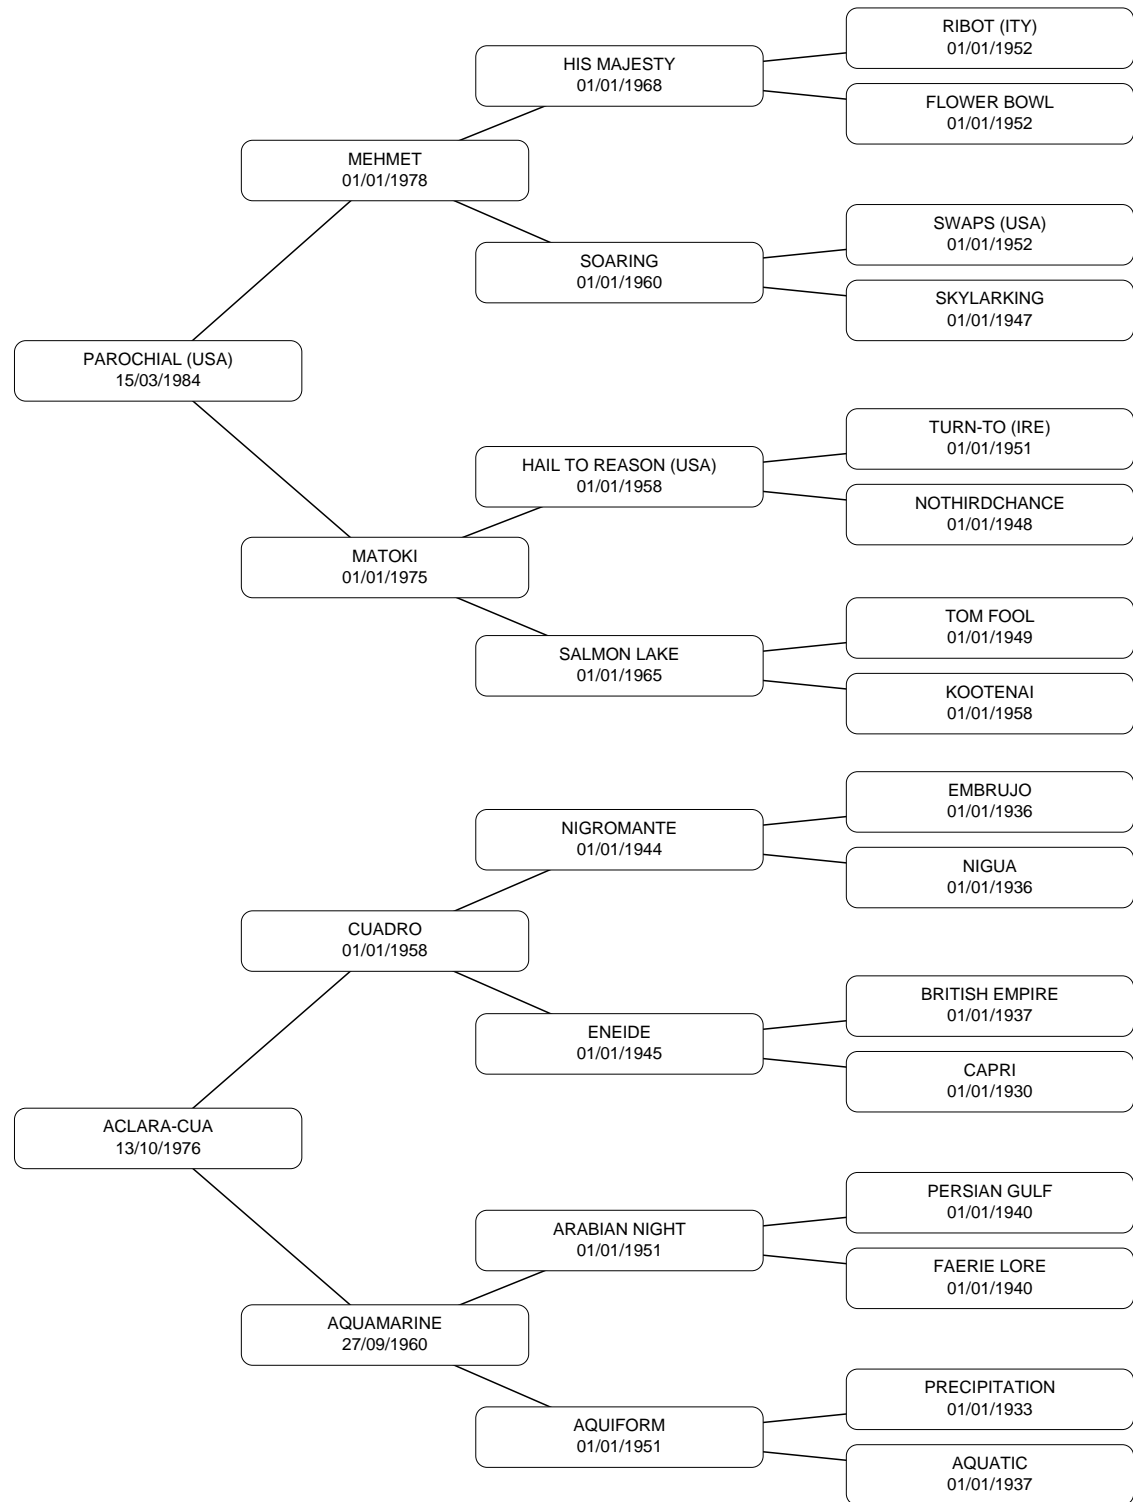 RIBOT (ITY)
01/01/1952
HIS MAJESTY
01/01/1968
FLOWER BOWL
01/01/1952
MEHMET
01/01/1978
SWAPS (USA)
01/01/1952
SOARING
01/01/1960
SKYLARKING
01/01/1947
PAROCHIAL (USA)
15/03/1984
TURN-TO (IRE)
01/01/1951
HAIL TO REASON (USA)
01/01/1958
NOTHIRDCHANCE
01/01/1948
MATOKI
01/01/1975
TOM FOOL
01/01/1949
SALMON LAKE
01/01/1965
KOOTENAI
01/01/1958
EMBRUJO
01/01/1936
NIGROMANTE
01/01/1944
NIGUA
01/01/1936
CUADRO
01/01/1958
BRITISH EMPIRE
01/01/1937
ENEIDE
01/01/1945
CAPRI
01/01/1930
ACLARA-CUA
13/10/1976
PERSIAN GULF
01/01/1940
ARABIAN NIGHT
01/01/1951
FAERIE LORE
01/01/1940
AQUAMARINE
27/09/1960
PRECIPITATION
01/01/1933
AQUIFORM
01/01/1951
AQUATIC
01/01/1937